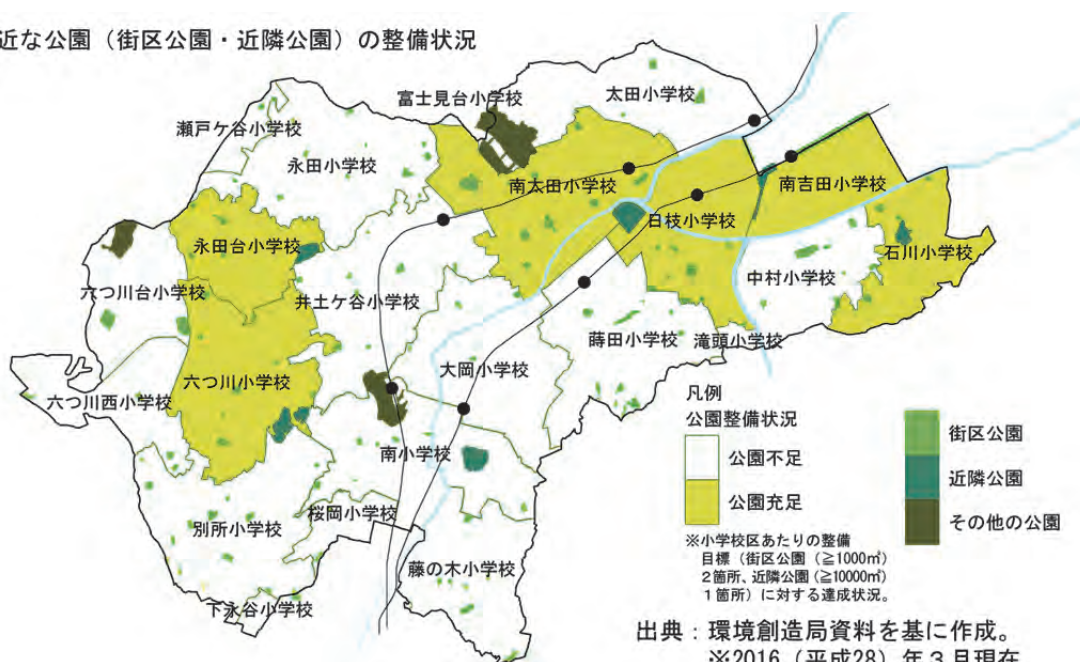 近な公園（街区公園・近隣公園）の整備状況
富士見台小学校
太田小学校
瀬戸ケ谷小学校
永田小学校
南太田小学校
南吉田小学校
日枝小学校
永田台小学校
石川小学校
中村小学校
六つ川台小学校
井土ケ谷小学校
蒔田小学校
滝頭小学校
大岡小学校
六つ川小学校
六つ川西小学校
南小学校
桜岡小学校
別所小学校
藤の木小学校
下永谷小学校
凡例
公園整備状況
公園不足
公園充足
街区公園
近隣公園
その他の公園
※小学校区あたりの整備
目標（街区公園（≧1000㎡）
２箇所、近隣公園（≧10000㎡）
１箇所）に対する達成状況。
出典：環境創造局資料を基に作成。
※2016（平成28）年３月現在